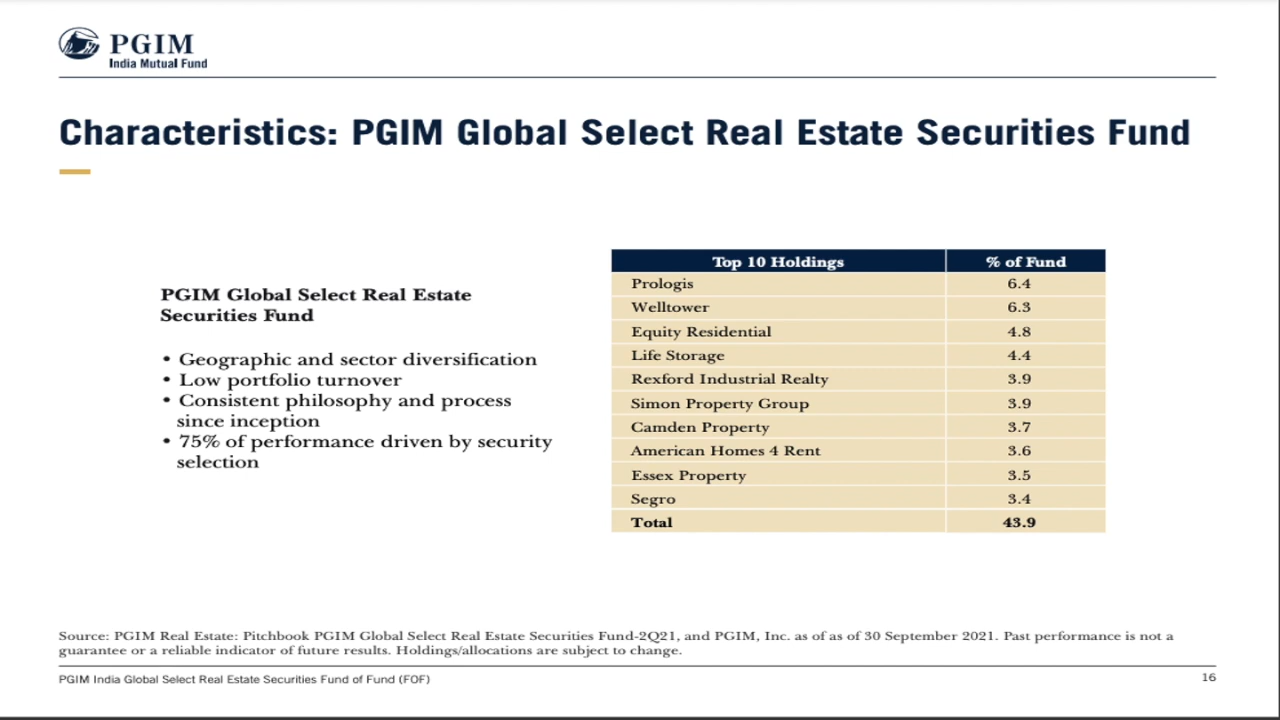 PGIM
India Mutual Fund
Characteristics: PGIM Global Select Real Estate Securities Fund
PGIM Global Select Real Estate
Securities Fund
• Geographic and sector diversification
• Low portfolio turnover
• Consistent philosophy and process
since inception
• 75% of performance driven by security
selection
Top 10 Holdings % of Fund
Prologis 6.4
Welltower 6.3
Equity Residential 4.8
Life Storage 4.4
Rexford Industrial Realty 3.9
Simon Property Group 3.9
Camden Property 3.7
American Homes 4 Rent 3.6
Essex Property 3.5
Segro 3.4
Total 43.9
Source: PGIM Real Estate: Pitchbook PGIM Global Select Real Estate Securities Fund-2Q21, and PGIM, Inc. as of as of 30 September 2021. Past performance is not a
guarantee or a reliable indicator of future results. Holdings/allocations are subject to change.
PGIM India Global Select Real Estate Securities Fund of Fund (FOF) 16